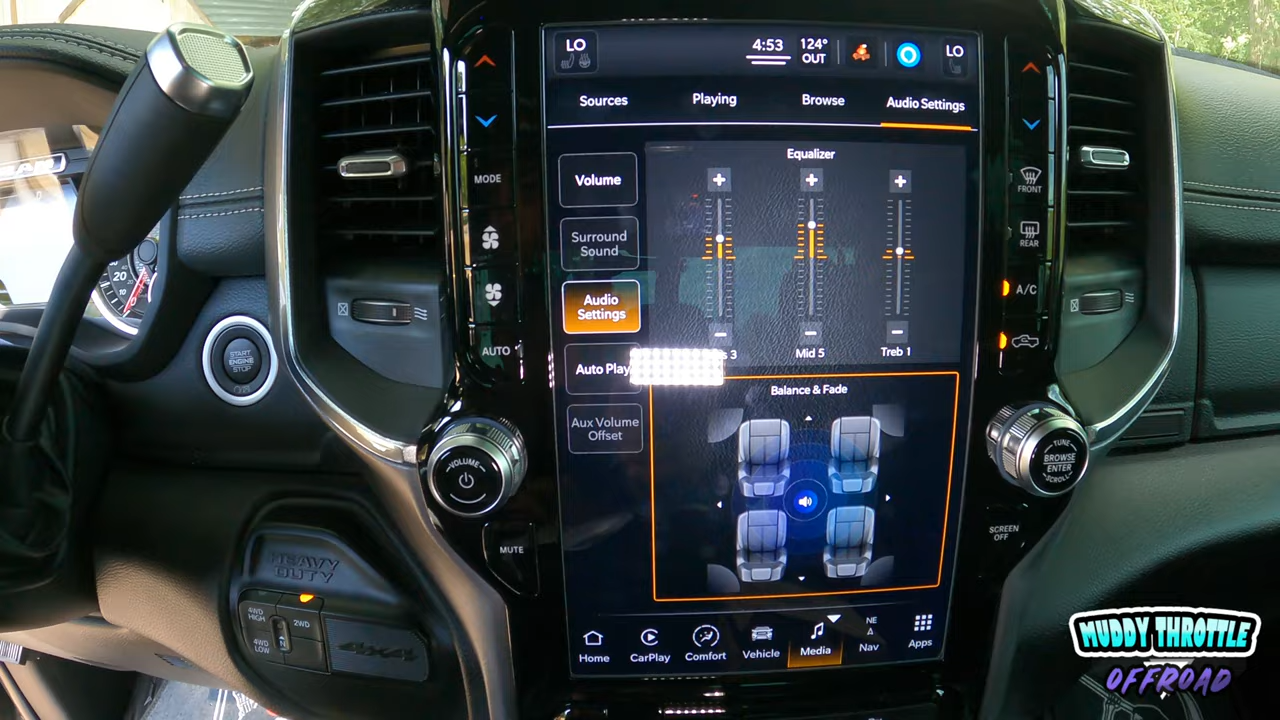 LO
4:53
124°
OUT
LO
Sources
Playing
Browse
Audio Settings
Equalizer
Volume
Surround
Sound
Audio
Settings
Auto Play
Aux Volume
Offset
s 3
Mid 5
Treb 1
Balance & Fade
Home
CarPlay
Comfort
Vehicle
Media
NE
Nav
Apps
MODE
AUTO
VOLUME
MUTE
FRONT
REAR
A/C
TUNE
BROWSE
ENTER
SCROLL
SCREEN
OFF
20
START
ENGINE
STOP
HEAVY
DUTY
4WD
HIGH
2WD
4WD
LOW
N
4X4
MUDDY THROTTLE
OFFROAD